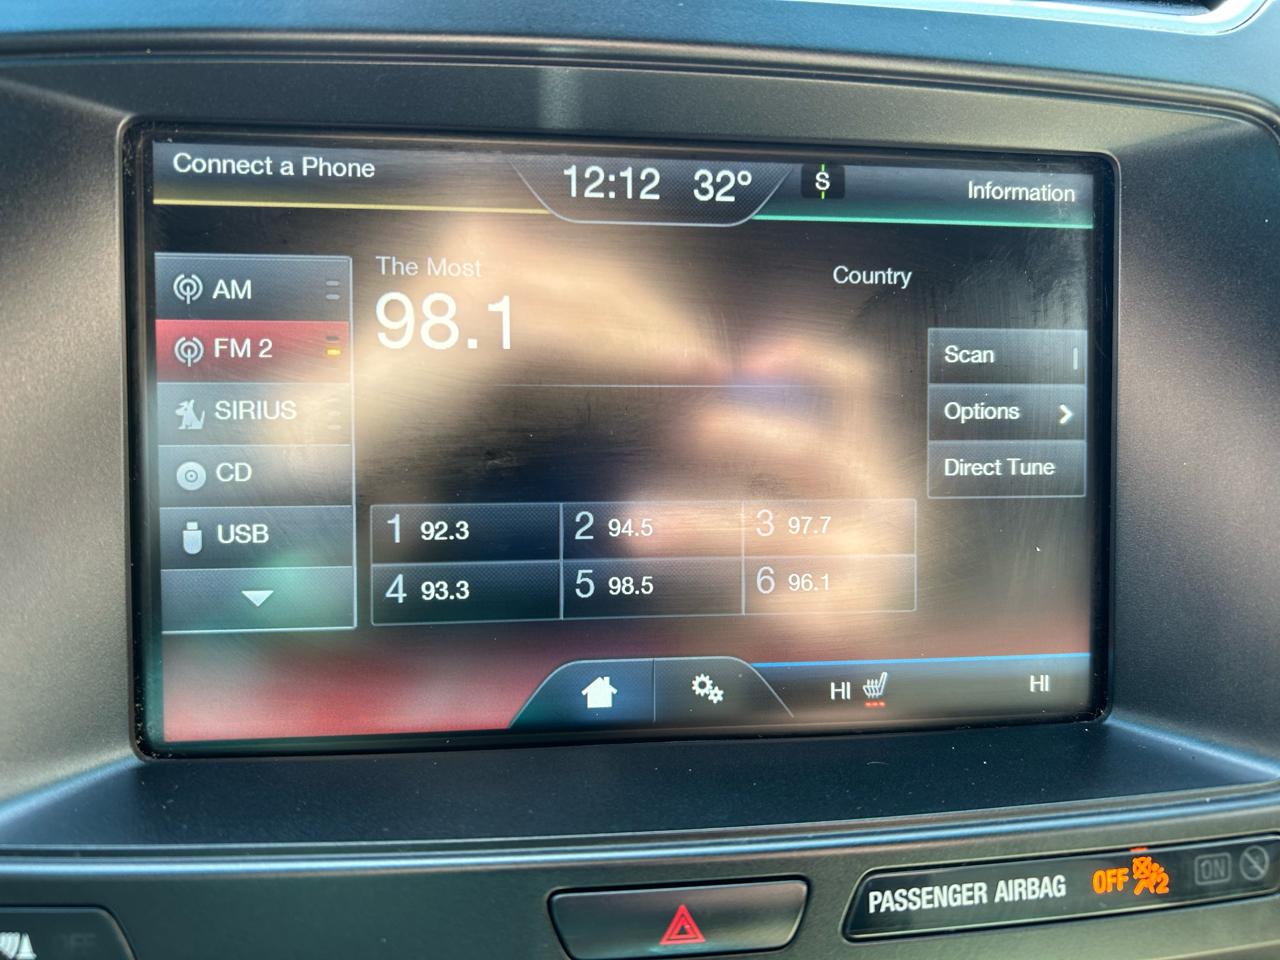 Connect a Phone
12:12 32°
S
Information
The Most
98.1
Country
AM
FM 2
SIRIUS
CD
USB
Scan
Options
Direct Tune
1 92.3
2 94.5
3 97.7
4 93.3
5 98.5
6 96.1
HI
HI
PASSENGER AIRBAG OFF 2 ON
OFF